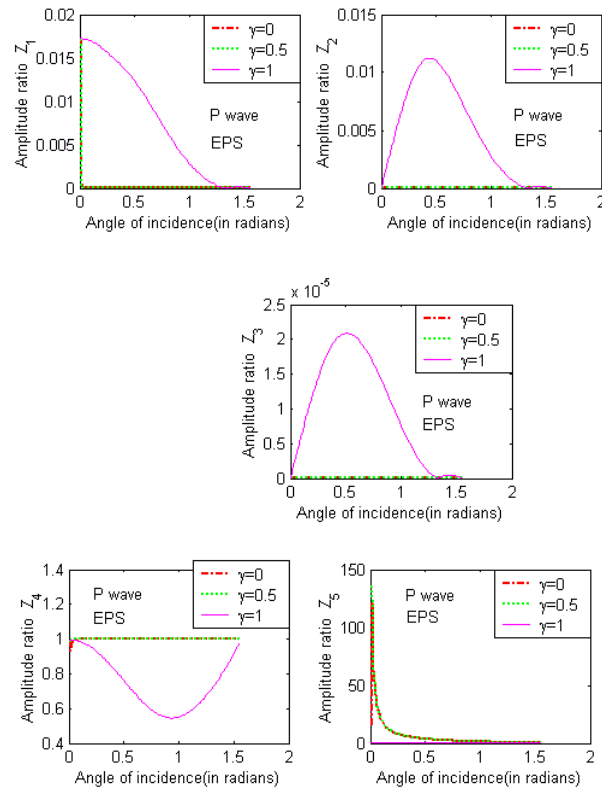 Amplitude ratio Z1
0.02
0.015
0.01
0.005
0
0 0.5 1 1.5 2
Angle of incidence(in radians)
γ=0
γ=0.5
γ=1
P wave
EPS
Amplitude ratio Z2
0.015
0.01
0.005
0
0 0.5 1 1.5 2
Angle of incidence(in radians)
γ=0
γ=0.5
γ=1
P wave
EPS
x 10-5
Amplitude ratio Z3
2.5
2
1.5
1
0.5
0
0 0.5 1 1.5 2
Angle of incidence(in radians)
γ=0
γ=0.5
γ=1
P wave
EPS
Amplitude ratio Z4
1.4
1.2
1
0.8
0.6
0.4
0 0.5 1 1.5 2
Angle of incidence(in radians)
P wave
EPS
γ=0
γ=0.5
γ=1
Amplitude ratio Z5
150
100
50
0
0 0.5 1 1.5 2
Angle of incidence(in radians)
P wave
EPS
γ=0
γ=0.5
γ=1